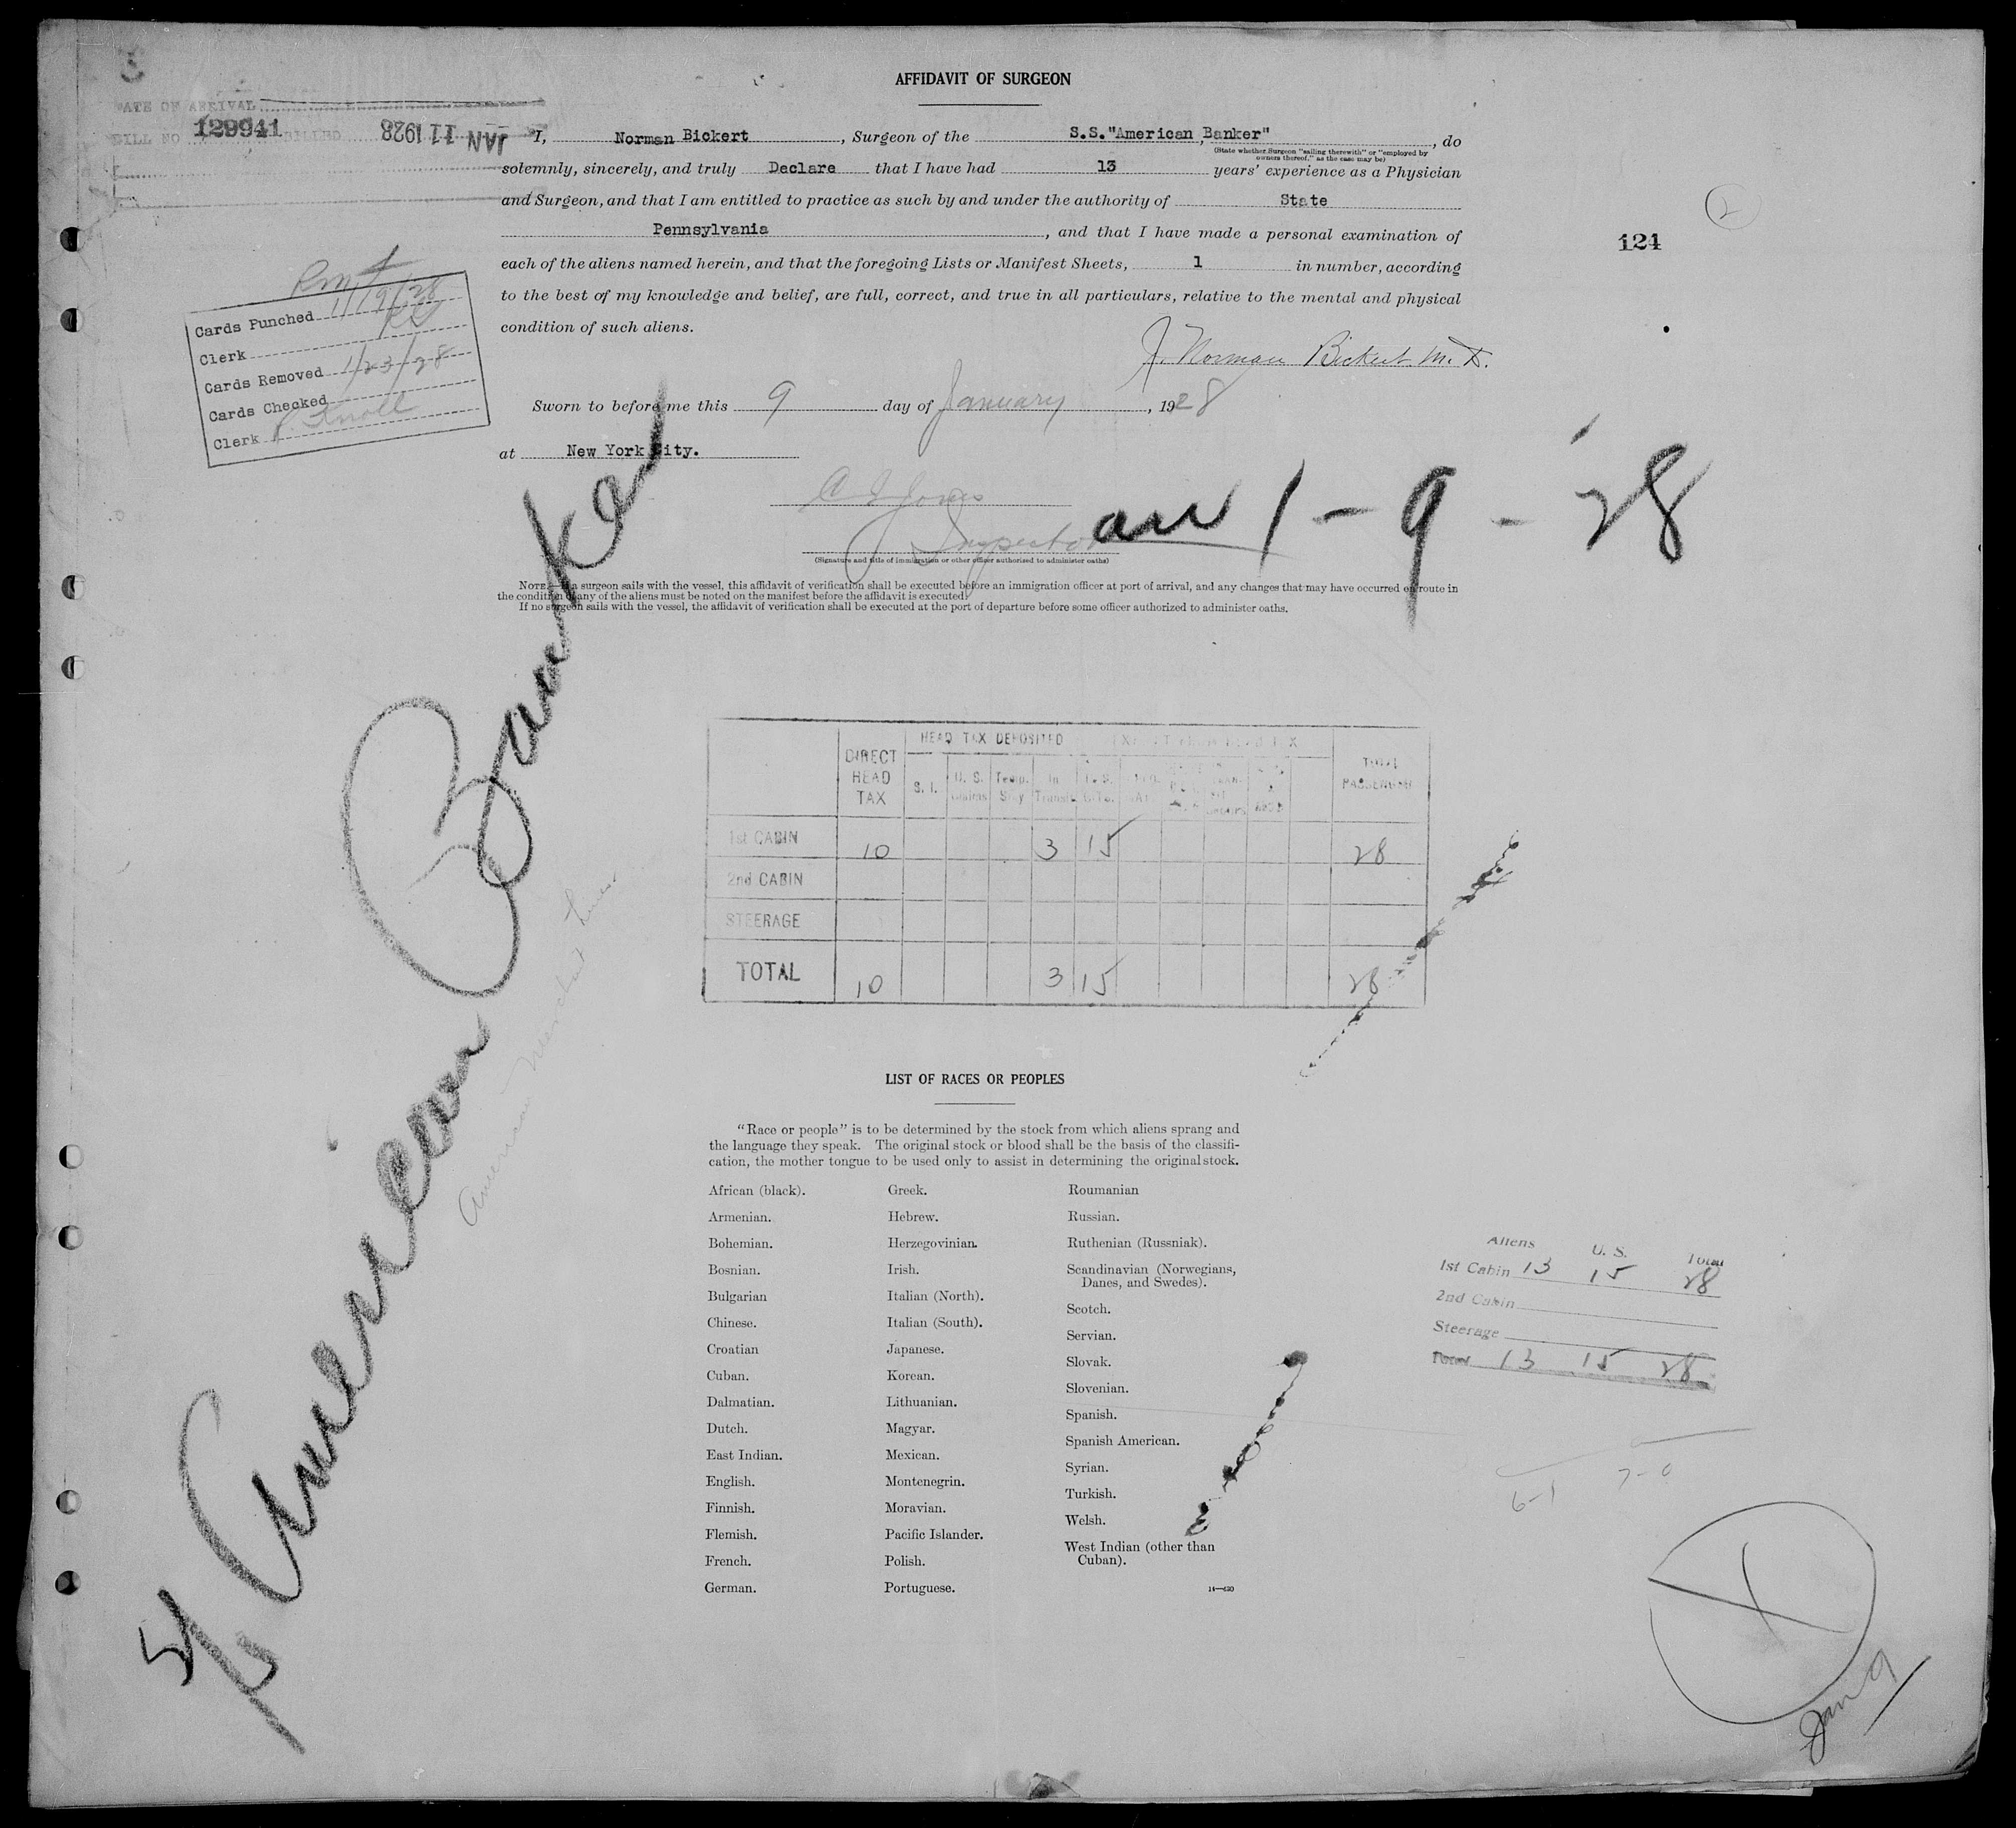 AFFIDAVIT OF SURGEON
DATE OF ARRIVAL
BILL NO. 129941 BILLED JAN 11 1928
I, Norman Bickert, Surgeon of the S.S."American Banker", do
(State whether Surgeon "sailing therewith" or "employed by
owners thereof," as the case may be)
solemnly, sincerely, and truly Declare that I have had 13 years' experience as a Physician
and Surgeon, and that I am entitled to practice as such by and under the authority of State
Pennsylvania, and that I have made a personal examination of
each of the aliens named herein, and that the foregoing Lists or Manifest Sheets, 1 in number, according
to the best of my knowledge and belief, are full, correct, and true in all particulars, relative to the mental and physical
condition of such aliens.
2
124
J. Norman Bickert M.D.
Cards Punched 1/19/28
Clerk
Cards Removed 1/23/28
Cards Checked
Clerk Knoll
Sworn to before me this 9 day of January, 1928
at New York City.
Jones
Inspector
(Signature and title of immigration or other officer authorized to administer oaths)
arr 1-9-28
NOTE.—If a surgeon sails with the vessel, this affidavit of verification shall be executed before an immigration officer at port of arrival, and any changes that may have occurred en route in
the condition of any of the aliens must be noted on the manifest before the affidavit is executed.
If no surgeon sails with the vessel, the affidavit of verification shall be executed at the port of departure before some officer authorized to administer oaths.
American Banker
American Merchant Lines
DIRECT HEAD TAX
HEAD TAX DEPOSITED
S. I. U. S. Temp. Stay In Transit U.S.
TOTAL PASSENGERS
1st CABIN 10 3 15 28
2nd CABIN
STEERAGE
TOTAL 10 3 15 28
LIST OF RACES OR PEOPLES
"Race or people" is to be determined by the stock from which aliens sprang and
the language they speak. The original stock or blood shall be the basis of the classifi-
cation, the mother tongue to be used only to assist in determining the original stock.
African (black).
Armenian.
Bohemian.
Bosnian.
Bulgarian
Chinese.
Croatian
Cuban.
Dalmatian.
Dutch.
East Indian.
English.
Finnish.
Flemish.
French.
German.
Greek.
Hebrew.
Herzegovinian.
Irish.
Italian (North).
Italian (South).
Japanese.
Korean.
Lithuanian.
Magyar.
Mexican.
Montenegrin.
Moravian.
Pacific Islander.
Polish.
Portuguese.
Roumanian
Russian.
Ruthenian (Russniak).
Scandinavian (Norwegians,
Danes, and Swedes).
Scotch.
Servian.
Slovak.
Slovenian.
Spanish.
Spanish American.
Syrian.
Turkish.
Welsh.
West Indian (other than
Cuban).
14—430
Aliens U. S. Total
1st Cabin 13 15 28
2nd Cabin
Steerage
Total 13 15 28
6-1 7-0
Jan 9